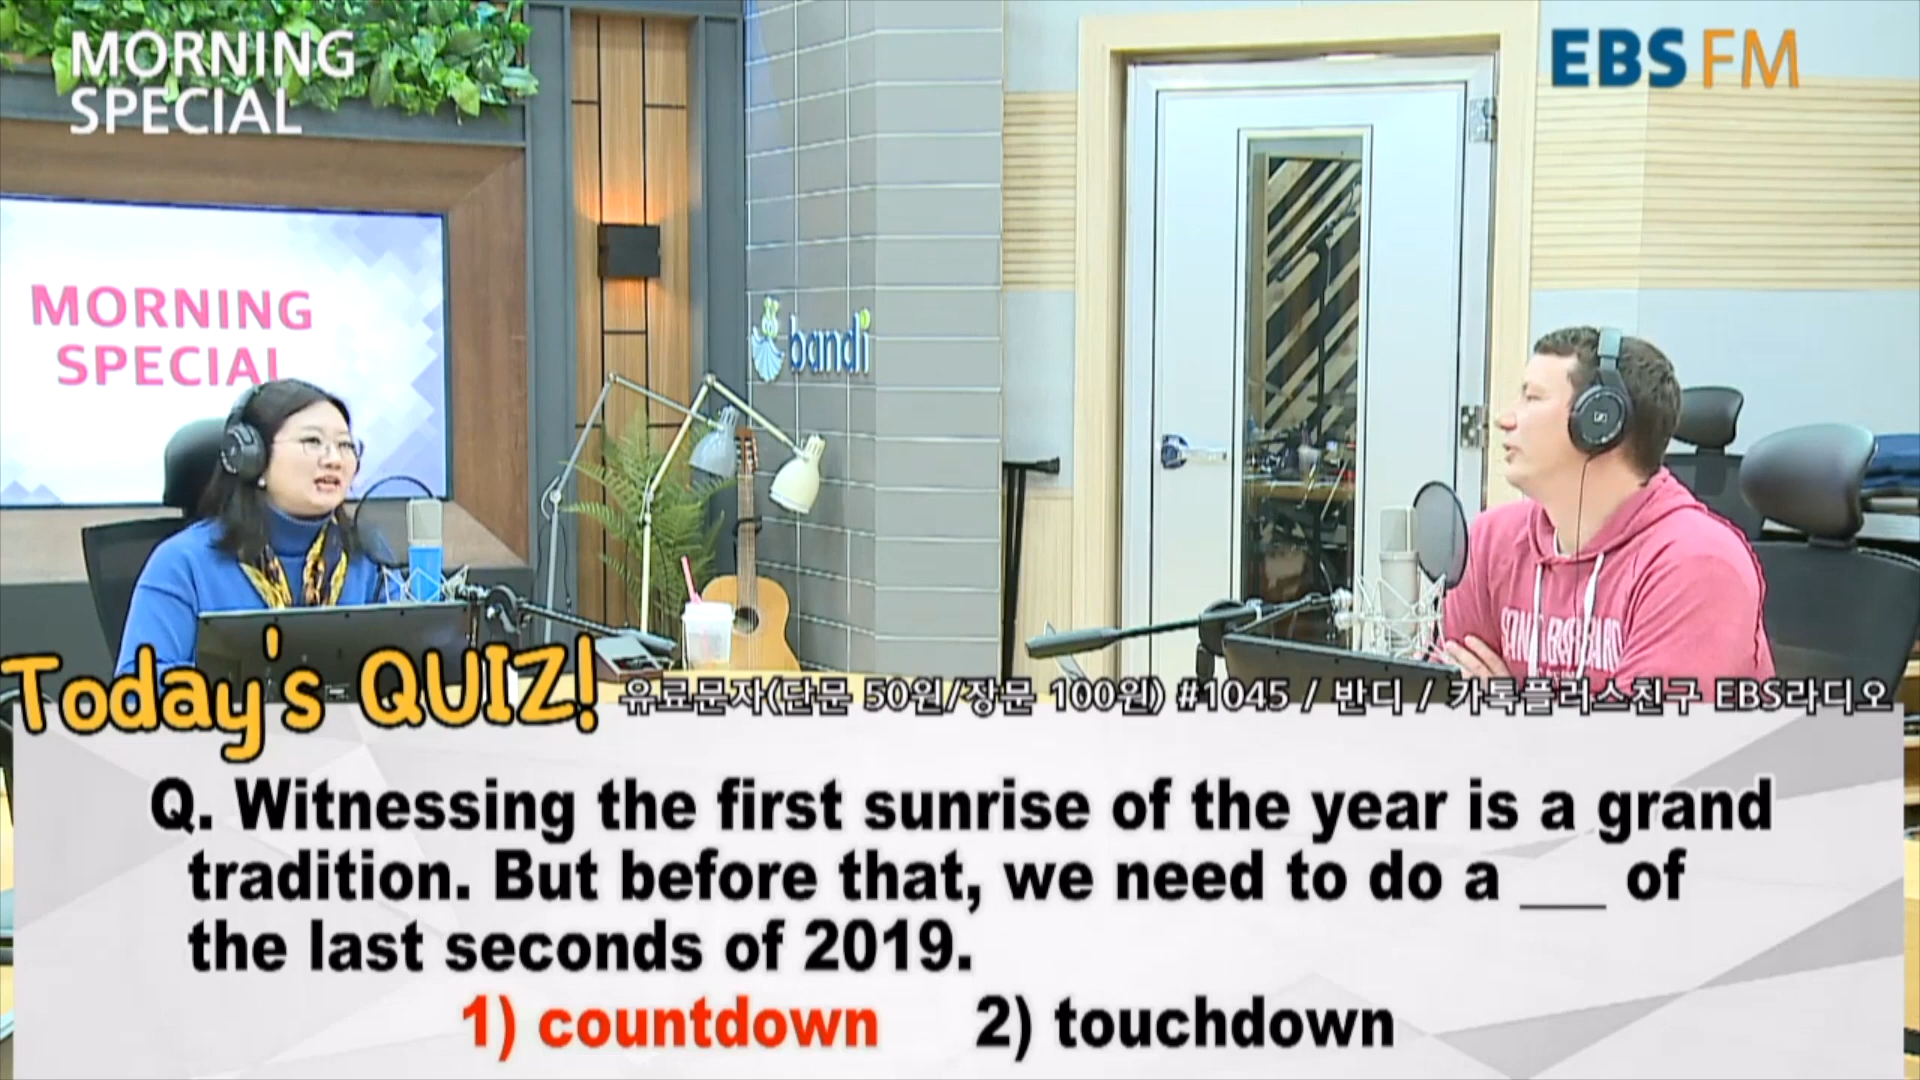 MORNING
SPECIAL
EBS FM
MORNING
SPECIAL
bandi
Today's QUIZ!
유료문자(단문 50원/장문 100원) #1045 / 반디 / 카톡플러스친구 EBS라디오
Q. Witnessing the first sunrise of the year is a grand
tradition. But before that, we need to do a ___ of
the last seconds of 2019.
1) countdown 2) touchdown